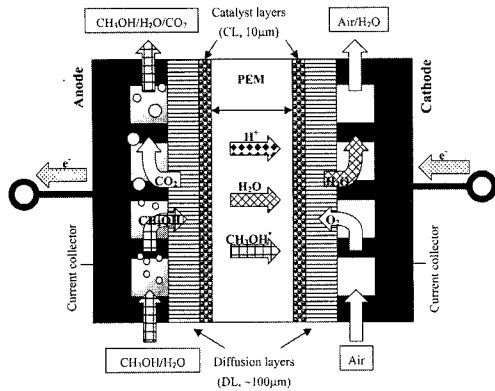 CH₃OH/H₂O/CO₂
Catalyst layers
(CL, 10μm)
Air/H₂O
Anode
PEM
Cathode
H⁺
e⁻
e⁻
CO₂
H₂O
H₂O
CH₃OH
O₂
CH₃OH
Current collector
Current collector
CH₃OH/H₂O
Diffusion layers
(DL, ~100μm)
Air